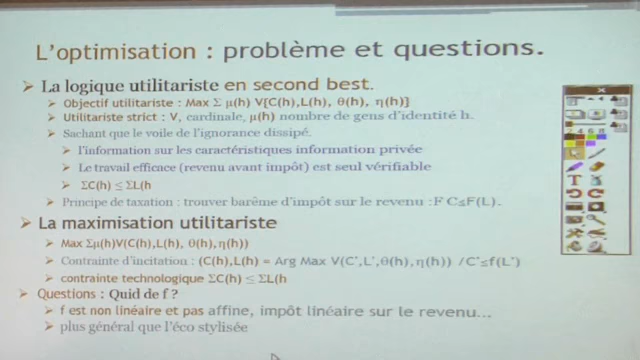 L'optimisation : problème et questions.
La logique utilitariste en second best.
Objectif utilitariste : Max Σ μ(h) V[C(h),L(h), θ(h), η(h)]
Utilitariste strict : V, cardinale, μ(h) nombre de gens d'identité h.
Sachant que le voile de l'ignorance dissipé.
l'information sur les caractéristiques information privée
Le travail efficace (revenu avant impôt) est seul vérifiable
ΣC(h) ≤ ΣL(h
Principe de taxation : trouver barême d'impôt sur le revenu :F C≤F(L).
La maximisation utilitariste
Max Σμ(h)V(C(h),L(h), θ(h),η(h))
Contrainte d'incitation : (C(h),L(h) = Arg Max V(C',L',θ(h),η(h)) /C'≤f(L')
contrainte technologique ΣC(h) ≤ ΣL(h
Questions : Quid de f ?
f est non linéaire et pas affine, impôt linéaire sur le revenu...
plus général que l'éco stylisée